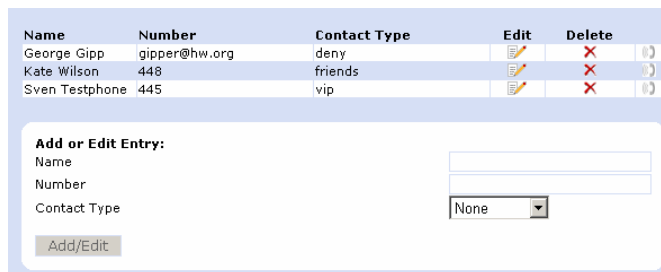 Name Number Contact Type Edit Delete
George Gipp gipper@hw.org deny
Kate Wilson 448 friends
Sven Testphone 445 vip
Add or Edit Entry:
Name
Number
Contact Type None
Add/Edit